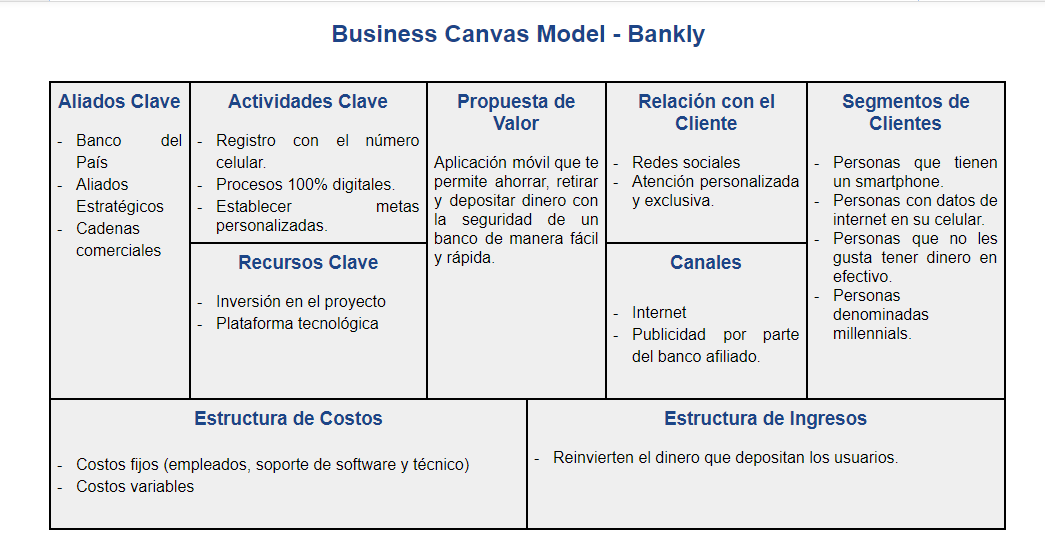 Business Canvas Model - Bankly
Aliados Clave
- Banco del
País
- Aliados
Estratégicos
- Cadenas
comerciales
Actividades Clave
- Registro con el número
celular.
- Procesos 100% digitales.
- Establecer metas
personalizadas.
Recursos Clave
- Inversión en el proyecto
- Plataforma tecnológica
Propuesta de
Valor
Aplicación móvil que te
permite ahorrar, retirar
y depositar dinero con
la seguridad de un
banco de manera fácil
y rápida.
Relación con el
Cliente
- Redes sociales
- Atención personalizada
y exclusiva.
Canales
- Internet
- Publicidad por parte
del banco afiliado.
Segmentos de
Clientes
- Personas que tienen
un smartphone.
- Personas con datos de
internet en su celular.
- Personas que no les
gusta tener dinero en
efectivo.
- Personas
denominadas
millennials.
Estructura de Costos
- Costos fijos (empleados, soporte de software y técnico)
- Costos variables
Estructura de Ingresos
- Reinvierten el dinero que depositan los usuarios.